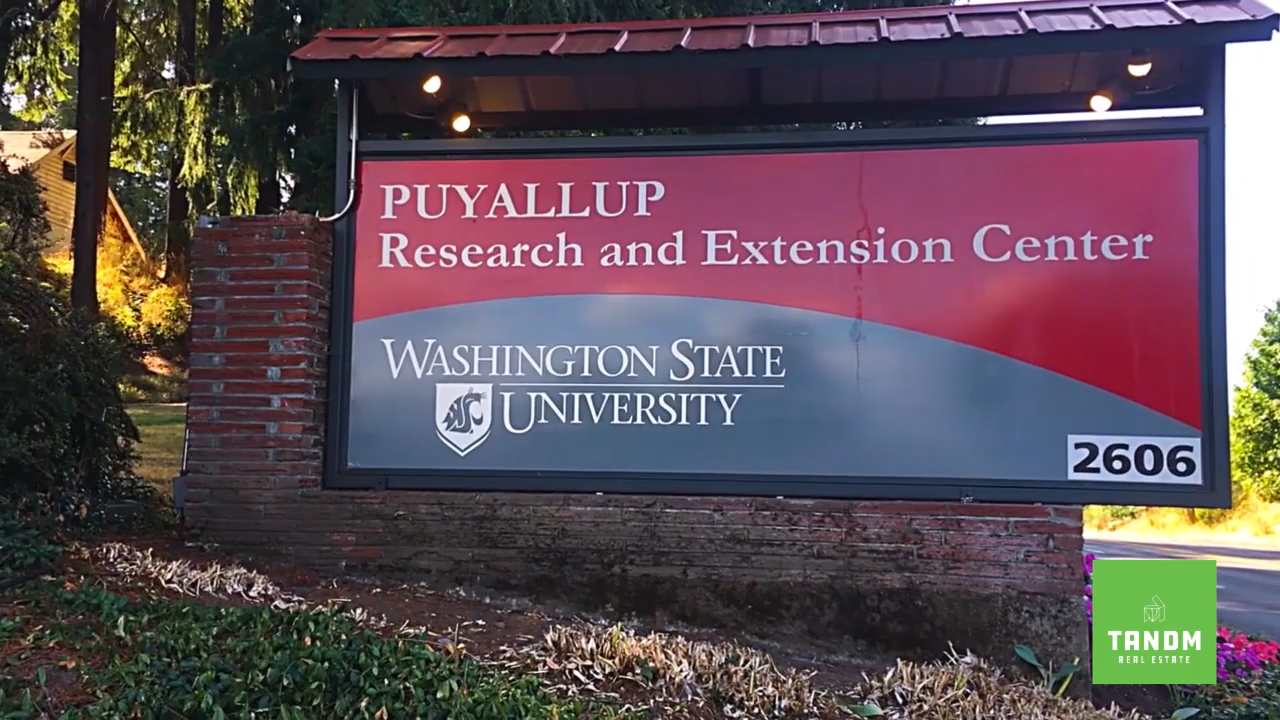 PUYALLUP
Research and Extension Center
WASHINGTON STATE
UNIVERSITY
2606
TANDM
REAL ESTATE